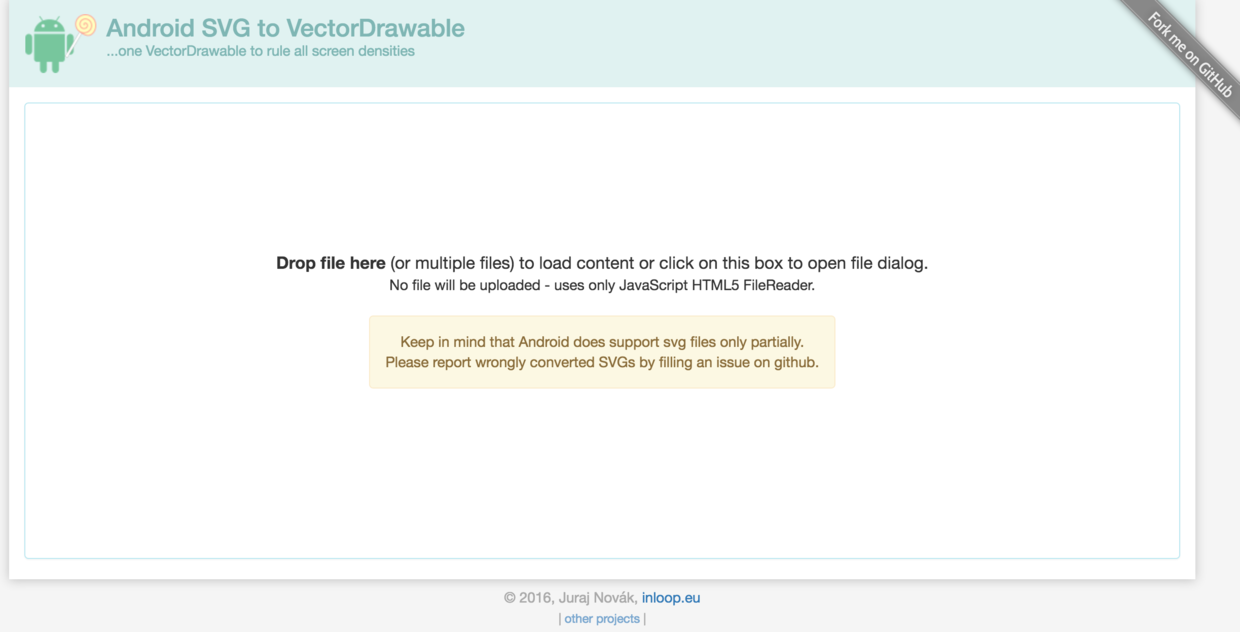 Android SVG to VectorDrawable
...one VectorDrawable to rule all screen densities
Fork me on GitHub
Drop file here (or multiple files) to load content or click on this box to open file dialog.
No file will be uploaded - uses only JavaScript HTML5 FileReader.
Keep in mind that Android does support svg files only partially.
Please report wrongly converted SVGs by filling an issue on github.
© 2016, Juraj Novák, inloop.eu
| other projects |